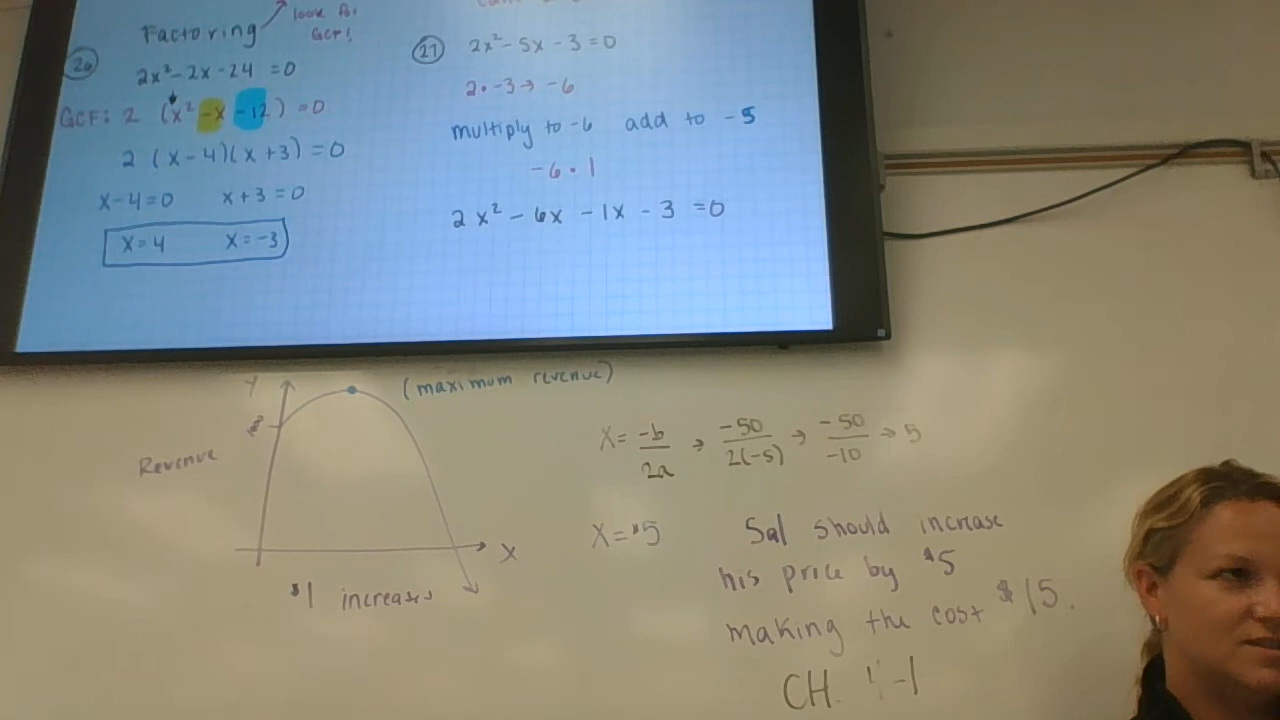 Factoring
look for
GCF!
26
2x² - 2x - 24 = 0
GCF: 2 (x² - x - 12) = 0
2 (x - 4)(x + 3) = 0
x - 4 = 0 x + 3 = 0
x = 4 x = -3
27
2x² - 5x - 3 = 0
2 • -3 → -6
multiply to -6 add to -5
-6 • 1
2x² - 6x - 1x - 3 = 0
Y
(maximum revenue)
Revenue
X
$1 increases
X = -b/2a → -50/2(-5) → -50/-10 → 5
X = $5
Sal should increase
his price by $5
making the cost $15.
CH.
-1